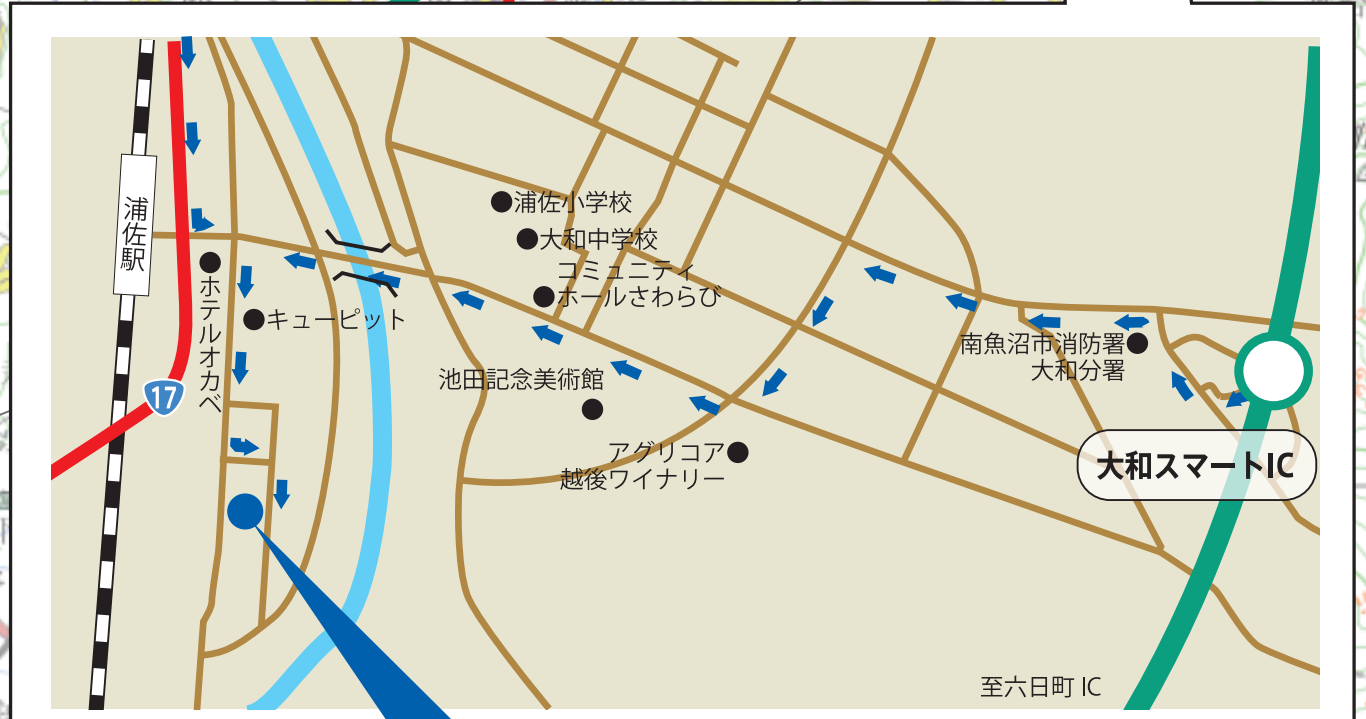 浦佐駅
17
ホテルオカベ
キューピット
浦佐小学校
大和中学校
コミュニティ
ホールさわらび
池田記念美術館
アグリコア
越後ワイナリー
南魚沼市消防署
大和分署
大和スマートIC
至六日町 IC